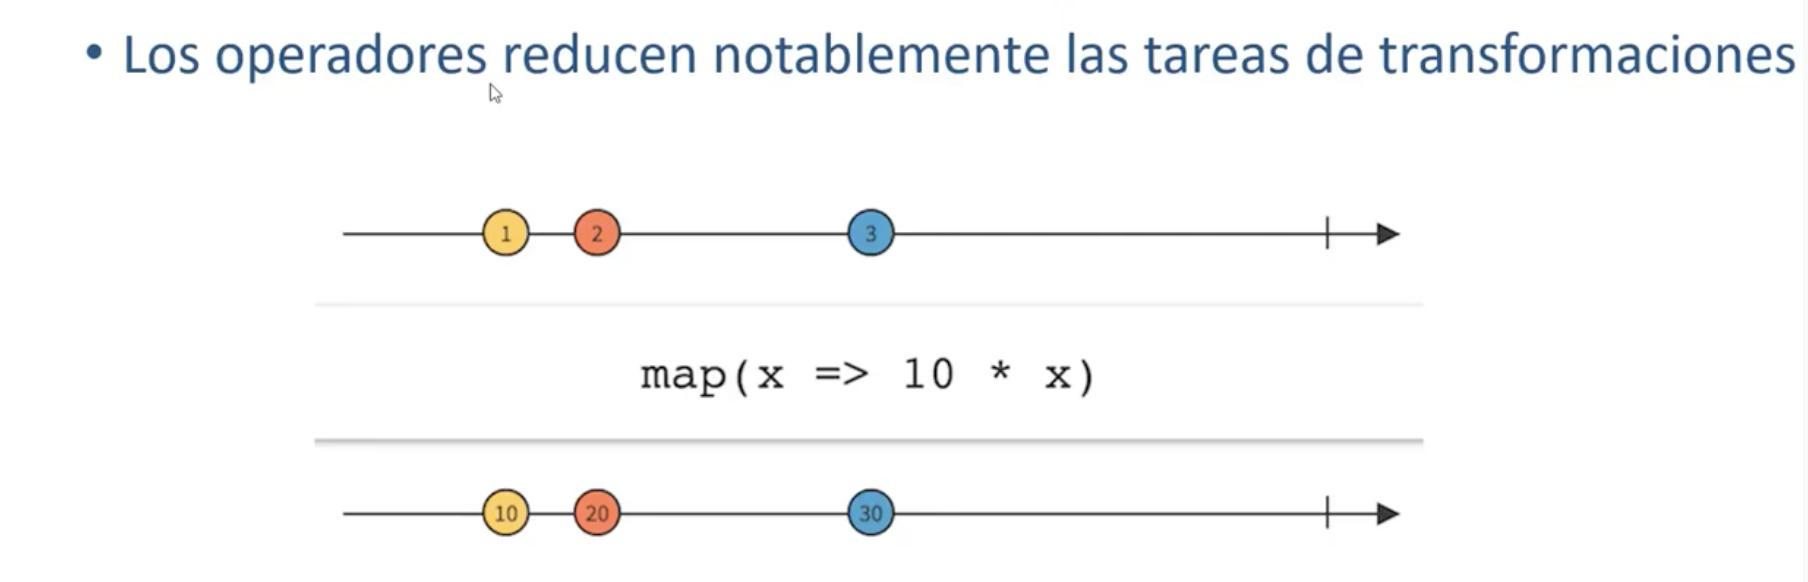 • Los operadores reducen notablemente las tareas de transformaciones
1 2 3
map(x => 10 * x)
10 20 30